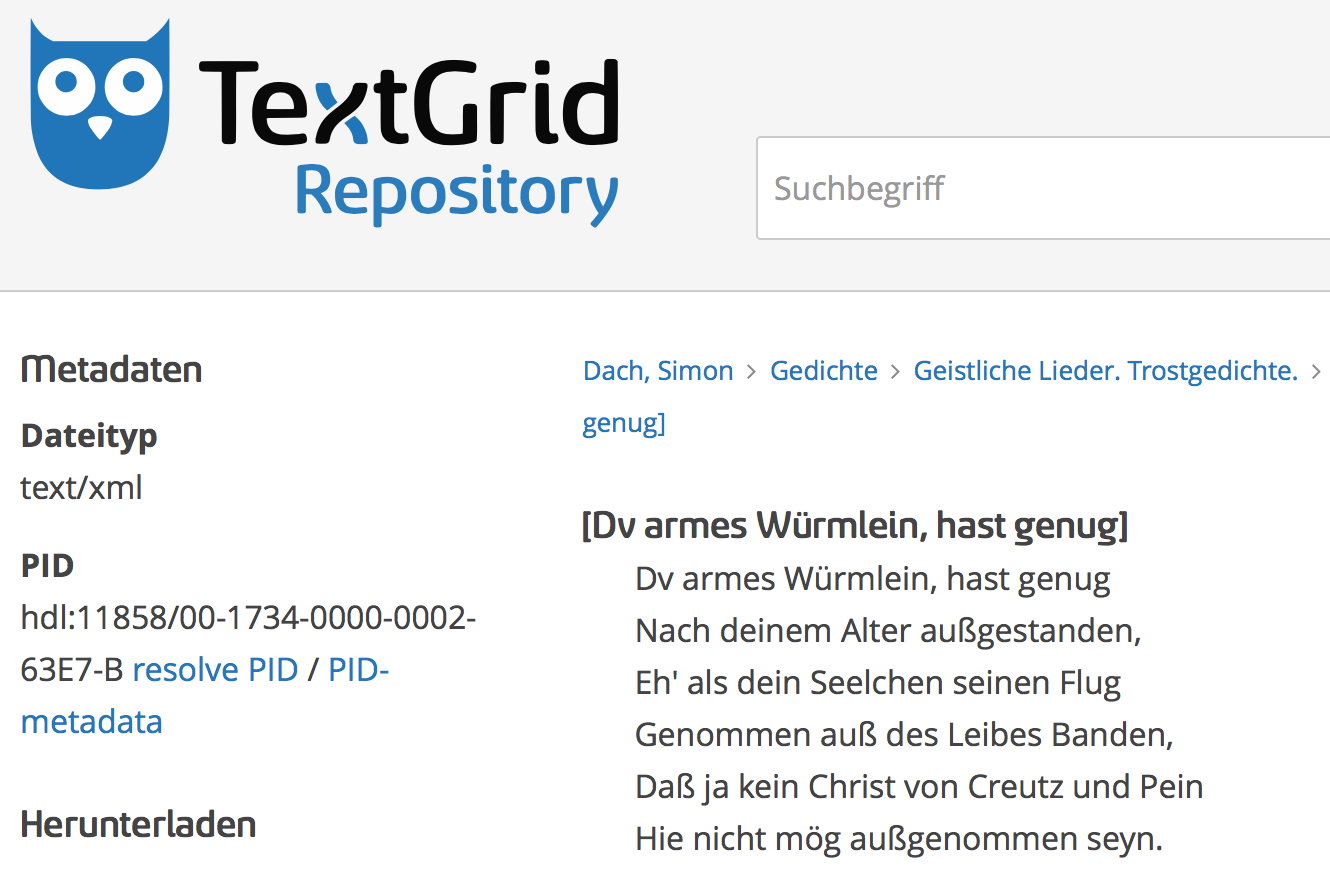 TextGrid
Repository
Suchbegriff
Metadaten
Dateityp
text/xml
PID
hdl:11858/00-1734-0000-0002-
63E7-B resolve PID / PID-
metadata
Herunterladen
Dach, Simon > Gedichte > Geistliche Lieder. Trostgedichte. >
genug]
[Dv armes Würmlein, hast genug]
Dv armes Würmlein, hast genug
Nach deinem Alter außgestanden,
Eh' als dein Seelchen seinen Flug
Genommen auß des Leibes Banden,
Daß ja kein Christ von Creutz und Pein
Hie nicht mög außgenommen seyn.